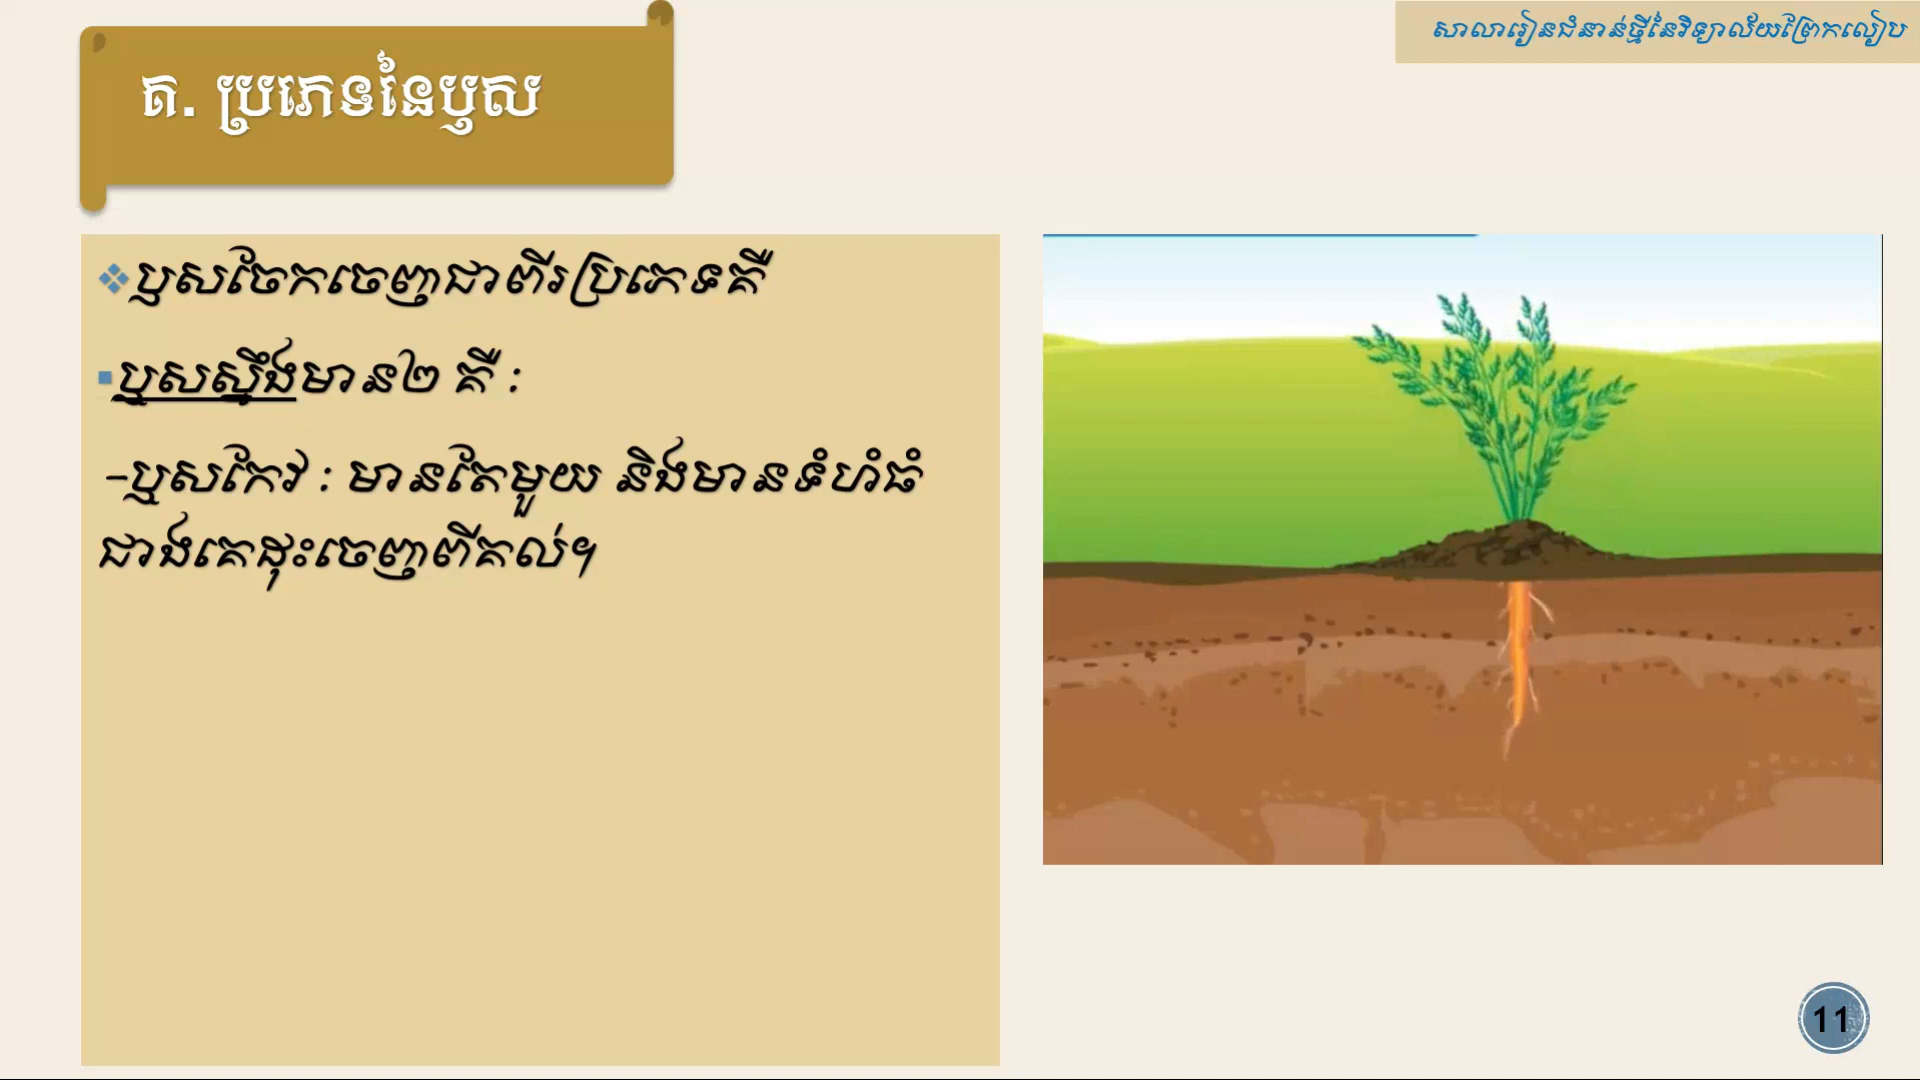 សាលារៀនជំនាន់ថ្មីនៃវិទ្យាល័យព្រែកលៀប
ត. ប្រភេទនៃឫស
❖ឫសចែកចេញជាពីរប្រភេទគឺ
▪ឫសស្នឹងមាន២ គឺ :
-ឫសកែវ : មានតែមួយ និងមានទំហំធំ
ជាងគេដុះចេញពីគល់។
11